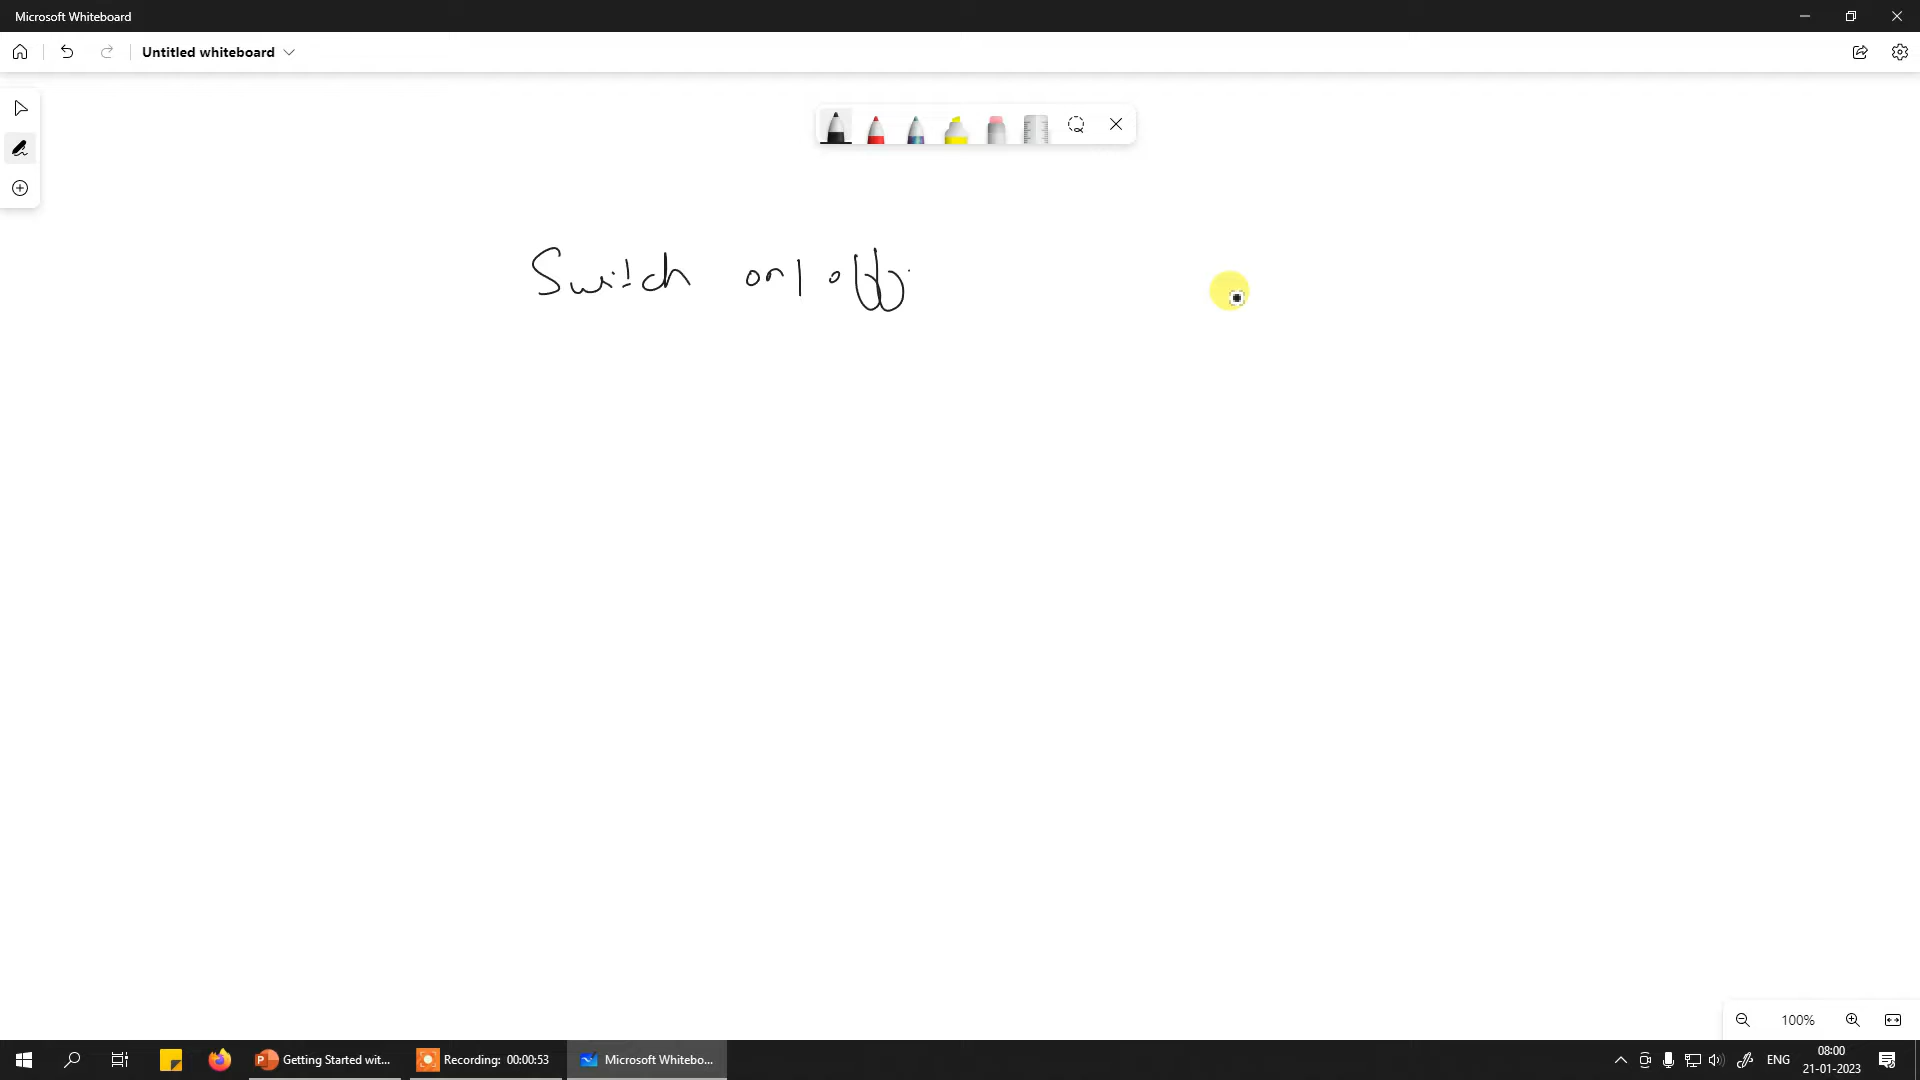 Microsoft Whiteboard
Untitled whiteboard
Switch on/off
100%
Getting Started wit...
Recording: 00:00:53
Microsoft Whitebo...
ENG
08:00
21-01-2023